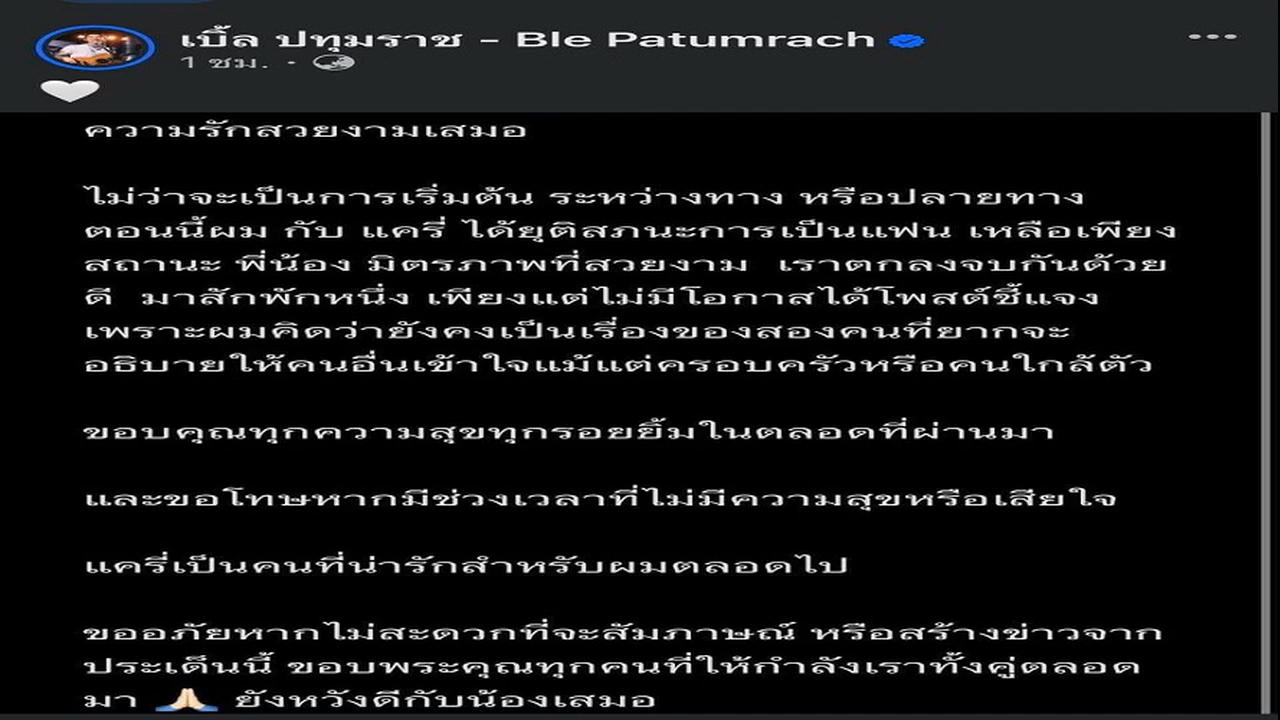 เบิ้ล ปทุมราช - Ble Patumrach
1 ชม. ·
ความรักสวยงามเสมอ
ไม่ว่าจะเป็นการเริ่มต้น ระหว่างทาง หรือปลายทาง
ตอนนี้ผม กับ แครี่ ได้ยุติสภนะการเป็นแฟน เหลือเพียง
สถานะ พี่น้อง มิตรภาพที่สวยงาม เราตกลงจบกันด้วย
ดี มาสักพักหนึ่ง เพียงแต่ไม่มีโอกาสได้โพสต์ชี้แจง
เพราะผมคิดว่ายังคงเป็นเรื่องของสองคนที่ยากจะ
อธิบายให้คนอื่นเข้าใจแม้แต่ครอบครัวหรือคนใกล้ตัว
ขอบคุณทุกความสุขทุกรอยยิ้มในตลอดที่ผ่านมา
และขอโทษหากมีช่วงเวลาที่ไม่มีความสุขหรือเสียใจ
แครี่เป็นคนที่น่ารักสำหรับผมตลอดไป
ขออภัยหากไม่สะดวกที่จะสัมภาษณ์ หรือสร้างข่าวจาก
ประเด็นนี้ ขอบพระคุณทุกคนที่ให้กำลังเราทั้งคู่ตลอด
มา 🙏🏻 ยังหวังดีกับน้องเสมอ